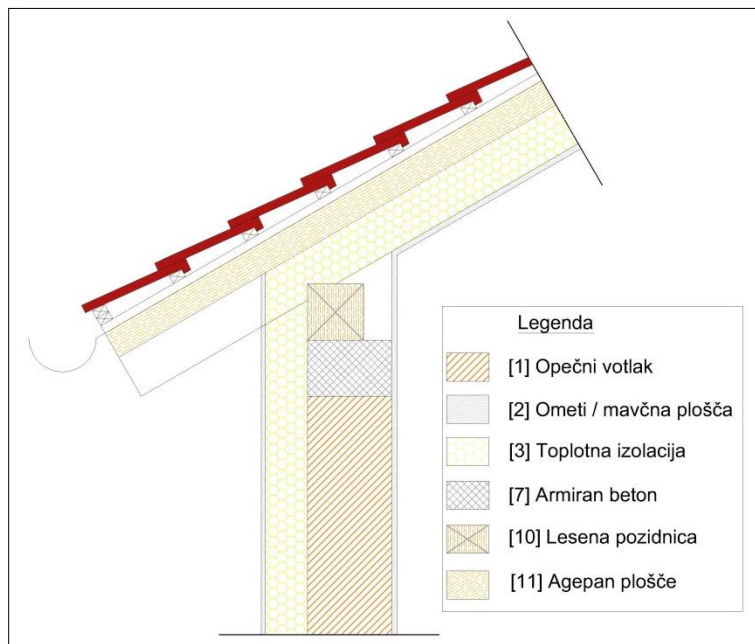 Legenda
[1] Opečni votlak
[2] Ometi / mavčna plošča
[3] Toplotna izolacija
[7] Armiran beton
[10] Lesena pozidnica
[11] Agepan plošče